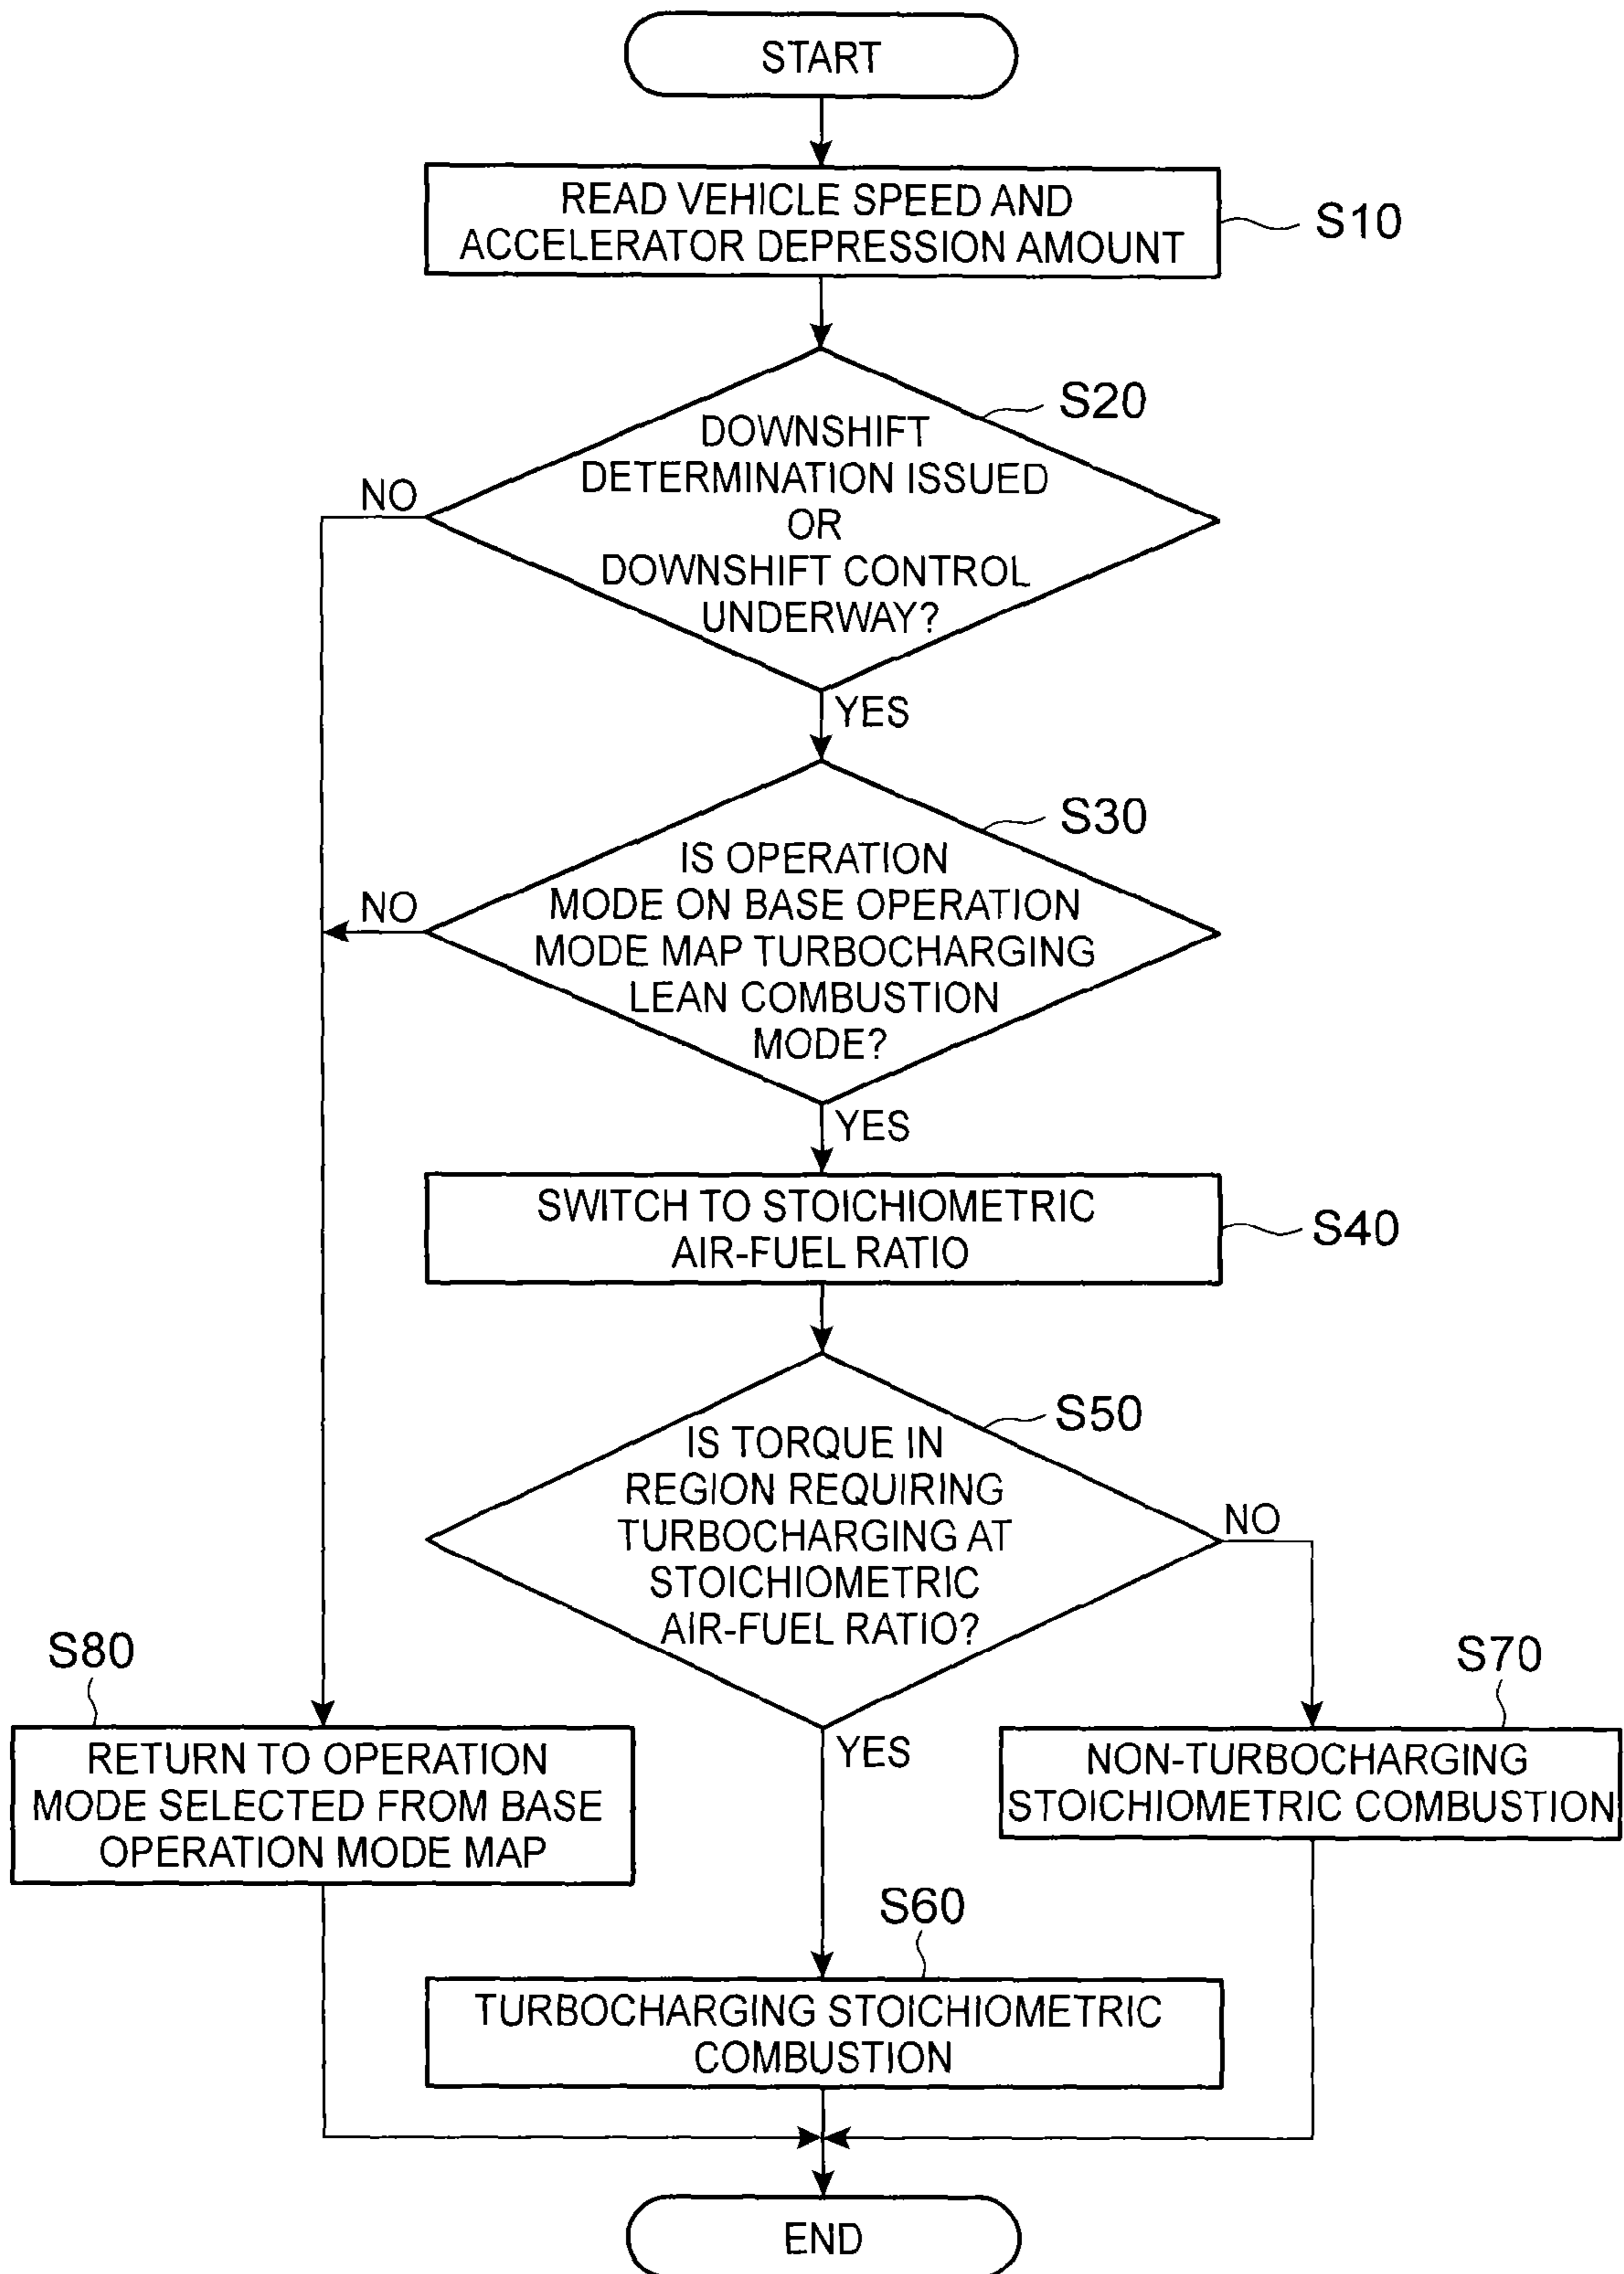 START
READ VEHICLE SPEED AND
ACCELERATOR DEPRESSION AMOUNT
S10
S20
DOWNSHIFT
DETERMINATION ISSUED
OR
DOWNSHIFT CONTROL
UNDERWAY?
NO
YES
S30
IS OPERATION
MODE ON BASE OPERATION
MODE MAP TURBOCHARGING
LEAN COMBUSTION
MODE?
NO
YES
SWITCH TO STOICHIOMETRIC
AIR-FUEL RATIO
S40
S50
IS TORQUE IN
REGION REQUIRING
TURBOCHARGING AT
STOICHIOMETRIC
AIR-FUEL RATIO?
NO
YES
S80
RETURN TO OPERATION
MODE SELECTED FROM BASE
OPERATION MODE MAP
S70
NON-TURBOCHARGING
STOICHIOMETRIC COMBUSTION
S60
TURBOCHARGING STOICHIOMETRIC
COMBUSTION
END